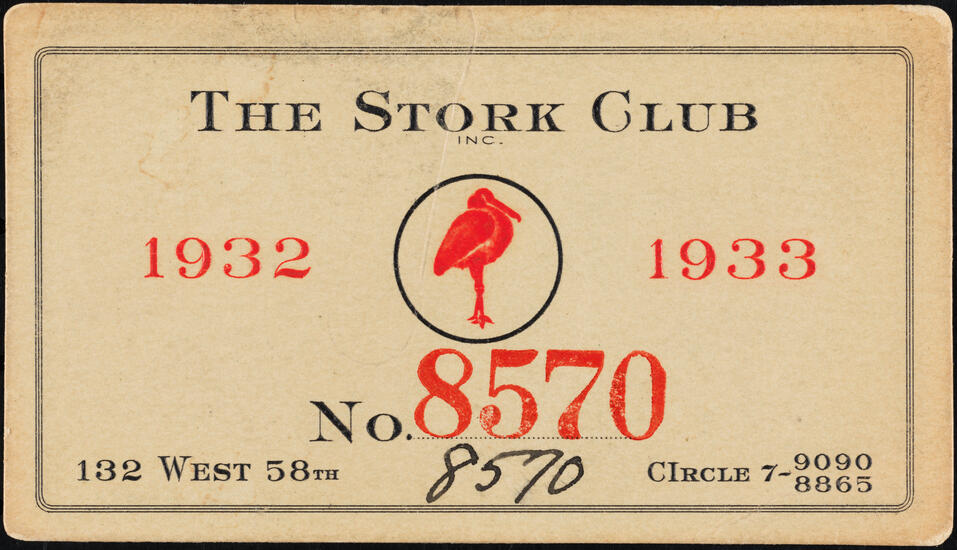 THE STORK CLUB
INC.
1932 1933
No. 8570
8570
132 WEST 58TH
CIrcle 7-9090
8865